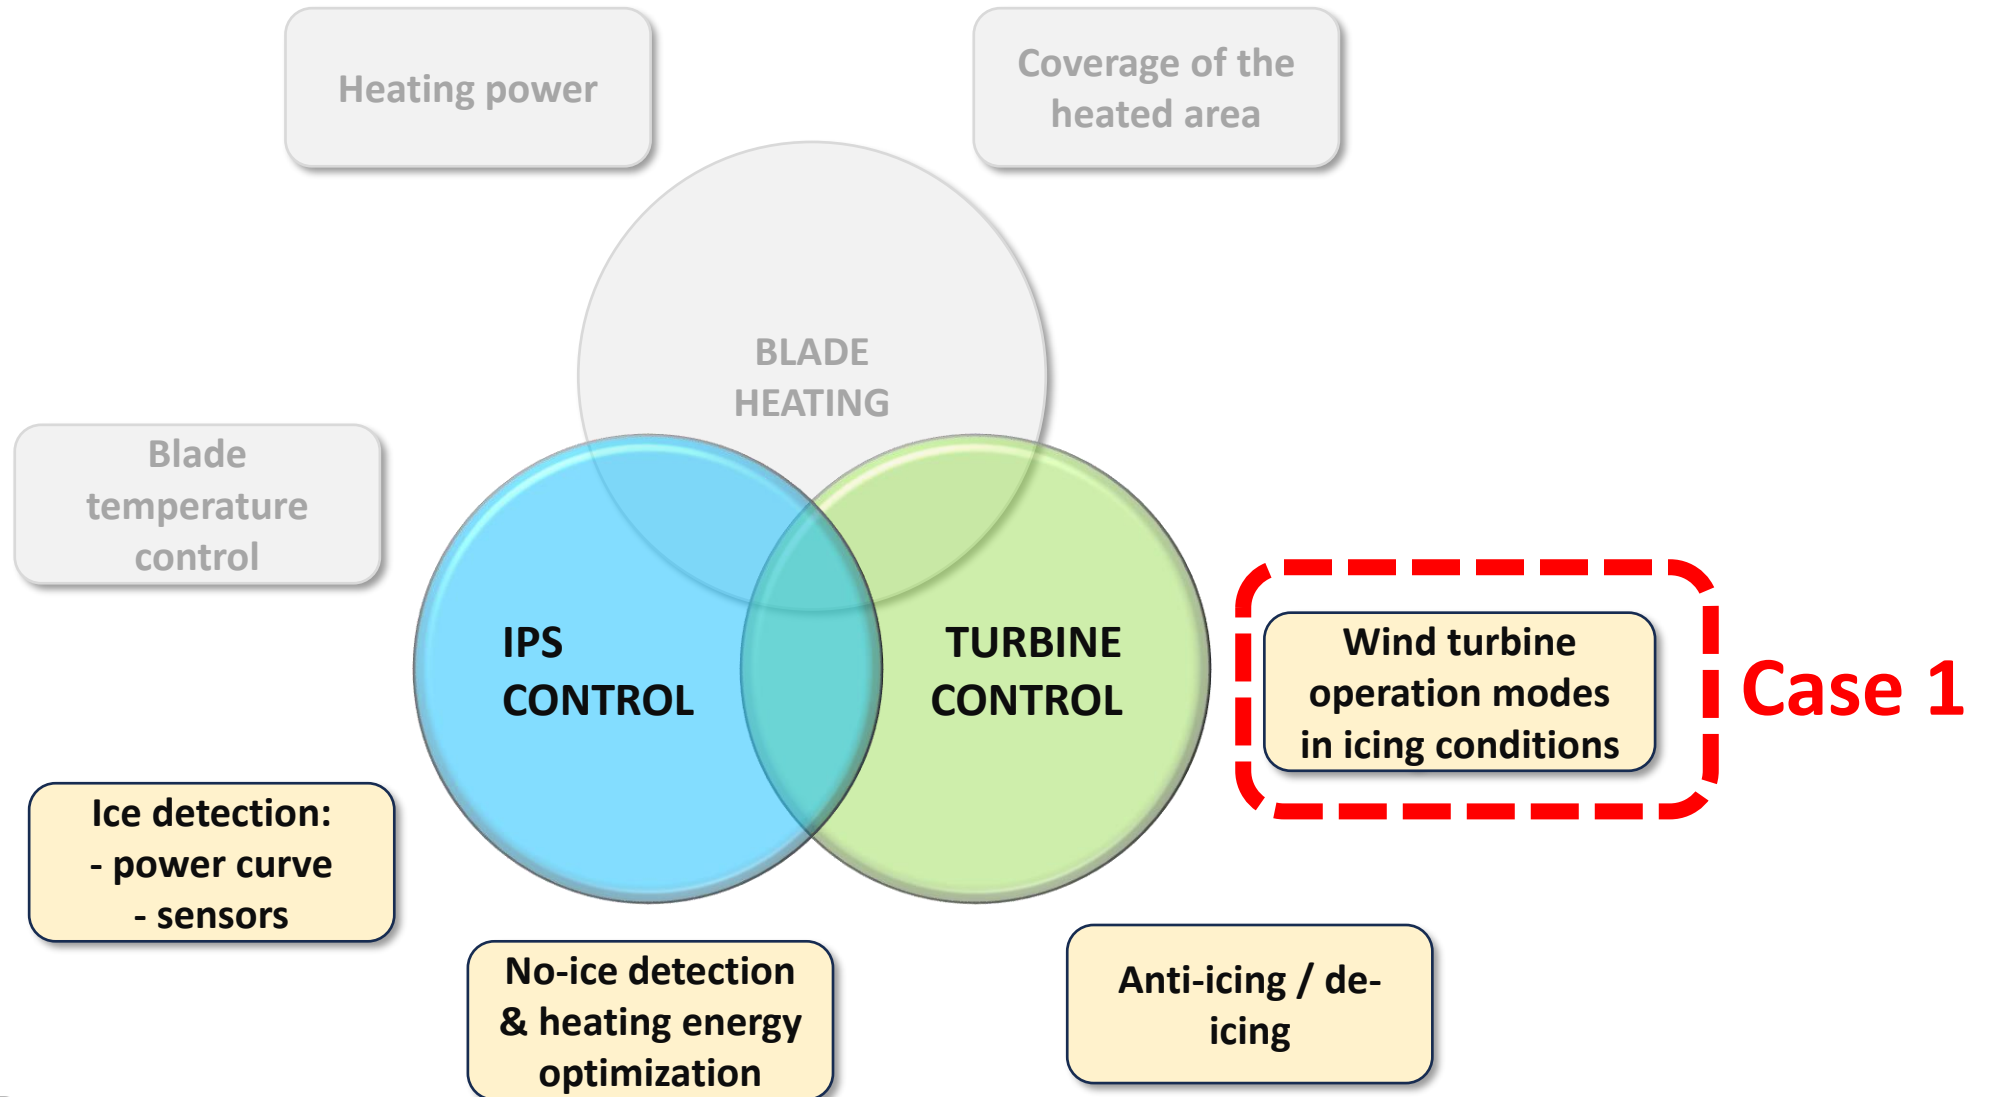 Heating power
Coverage of the
heated area
BLADE
HEATING
Blade
temperature
control
IPS
CONTROL
TURBINE
CONTROL
Wind turbine
operation modes
in icing conditions
Case 1
Ice detection:
- power curve
- sensors
No-ice detection
& heating energy
optimization
Anti-icing / de-
icing